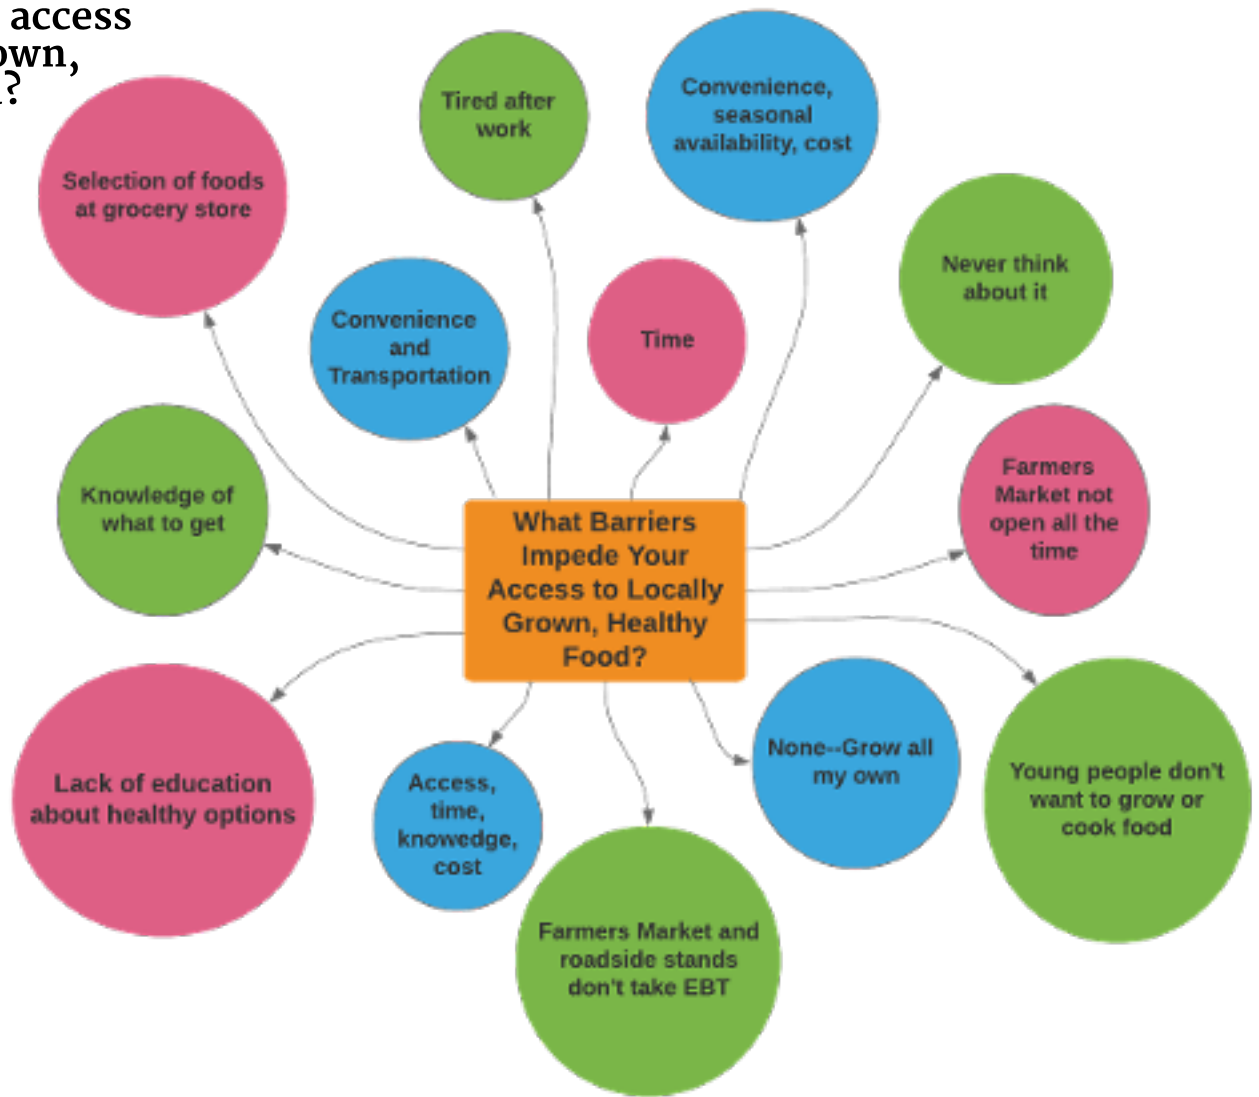 access
own,
?
Tired after
work
Convenience,
seasonal
availability, cost
Selection of foods
at grocery store
Never think
about it
Convenience
and
Transportation
Time
Knowledge of
what to get
Farmers
Market not
open all the
time
What Barriers
Impede Your
Access to Locally
Grown, Healthy
Food?
Lack of education
about healthy options
Access,
time,
knowedge,
cost
None--Grow all
my own
Young people don't
want to grow or
cook food
Farmers Market and
roadside stands
don't take EBT